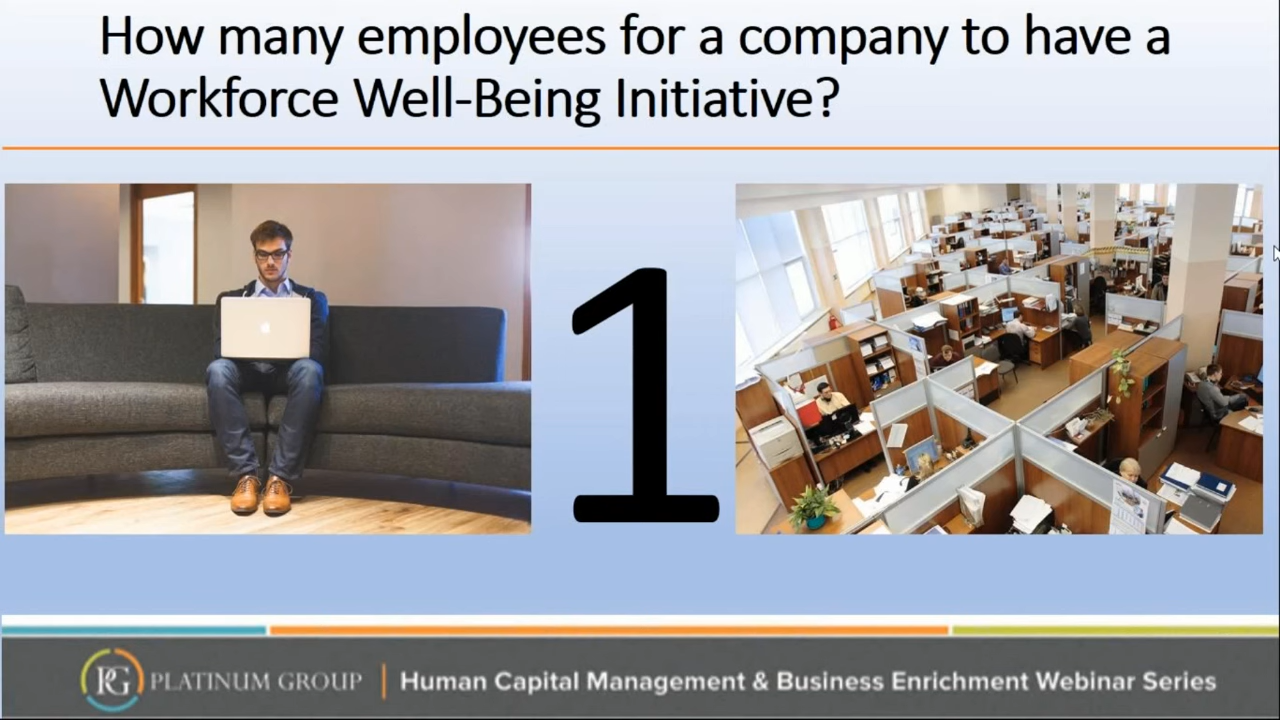 How many employees for a company to have a
Workforce Well-Being Initiative?
1
PG PLATINUM GROUP | Human Capital Management & Business Enrichment Webinar Series